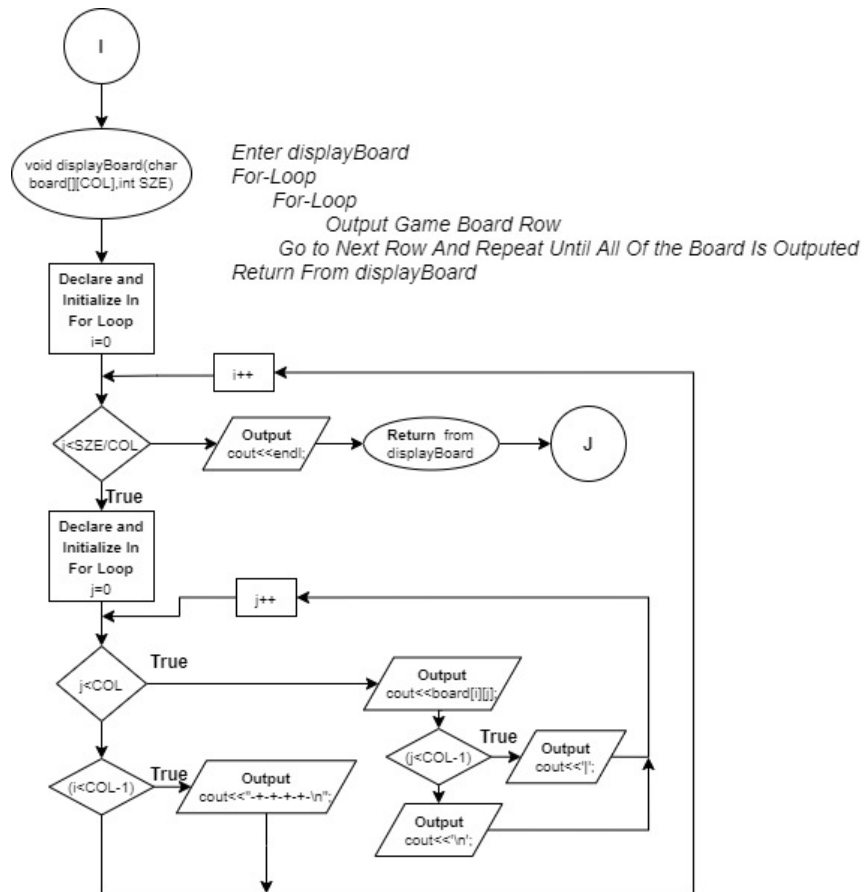 I
void displayBoard(char
board[][COL],int SZE)
Enter displayBoard
For-Loop
For-Loop
Output Game Board Row
Go to Next Row And Repeat Until All Of the Board Is Outputed
Return From displayBoard
Declare and
Initialize In
For Loop
i=0
i++
i<SZE/COL
Output
cout<<endl;
Return from
displayBoard
J
True
Declare and
Initialize In
For Loop
j=0
j++
j<COL
True
Output
cout<<board[i][j];
(j<COL-1)
True
Output
cout<<'|';
(i<COL-1)
True
Output
cout<<"-+-+-+-+-\n";
Output
cout<<'\n';